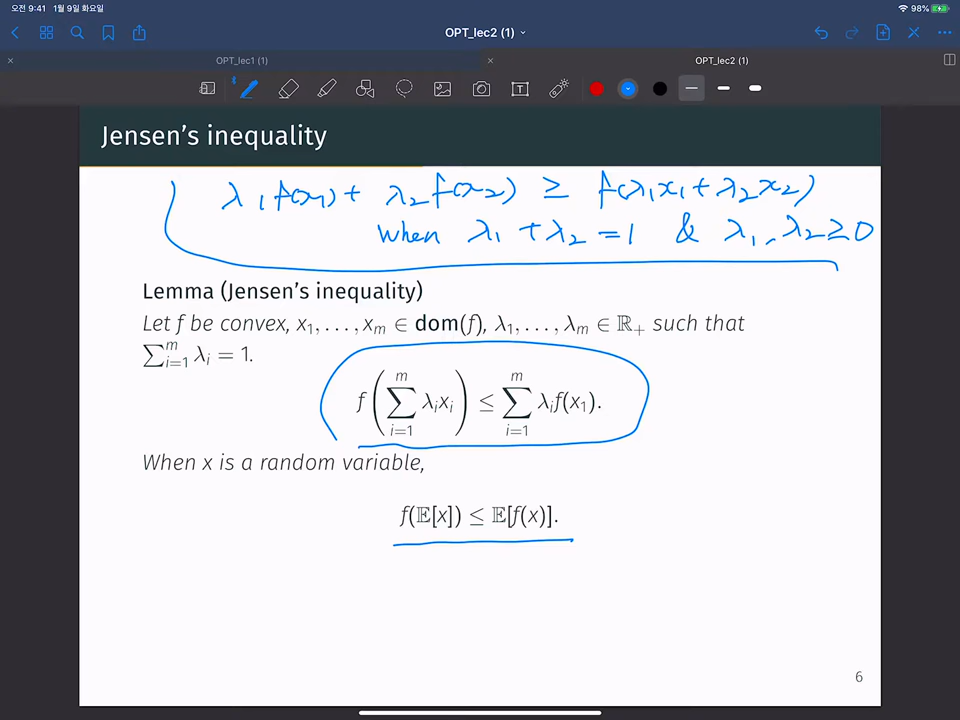 오전 9:41 1월 9일 화요일 98%
OPT_lec2 (1)
OPT_lec1 (1) OPT_lec2 (1)
Jensen's inequality
λ₁f(x₁) + λ₂f(x₂) ≥ f(λ₁x₁ + λ₂x₂)
when λ₁ + λ₂ = 1 & λ₁, λ₂ ≥ 0
Lemma (Jensen's inequality)
Let f be convex, x₁, . . . , xₘ ∈ dom(f), λ₁, . . . , λₘ ∈ ℝ₊ such that
∑ᵢ₌₁ᵐ λᵢ = 1.
f(∑ᵢ₌₁ᵐ λᵢxᵢ) ≤ ∑ᵢ₌₁ᵐ λᵢf(x₁).
When x is a random variable,
f(𝔼[x]) ≤ 𝔼[f(x)].
6